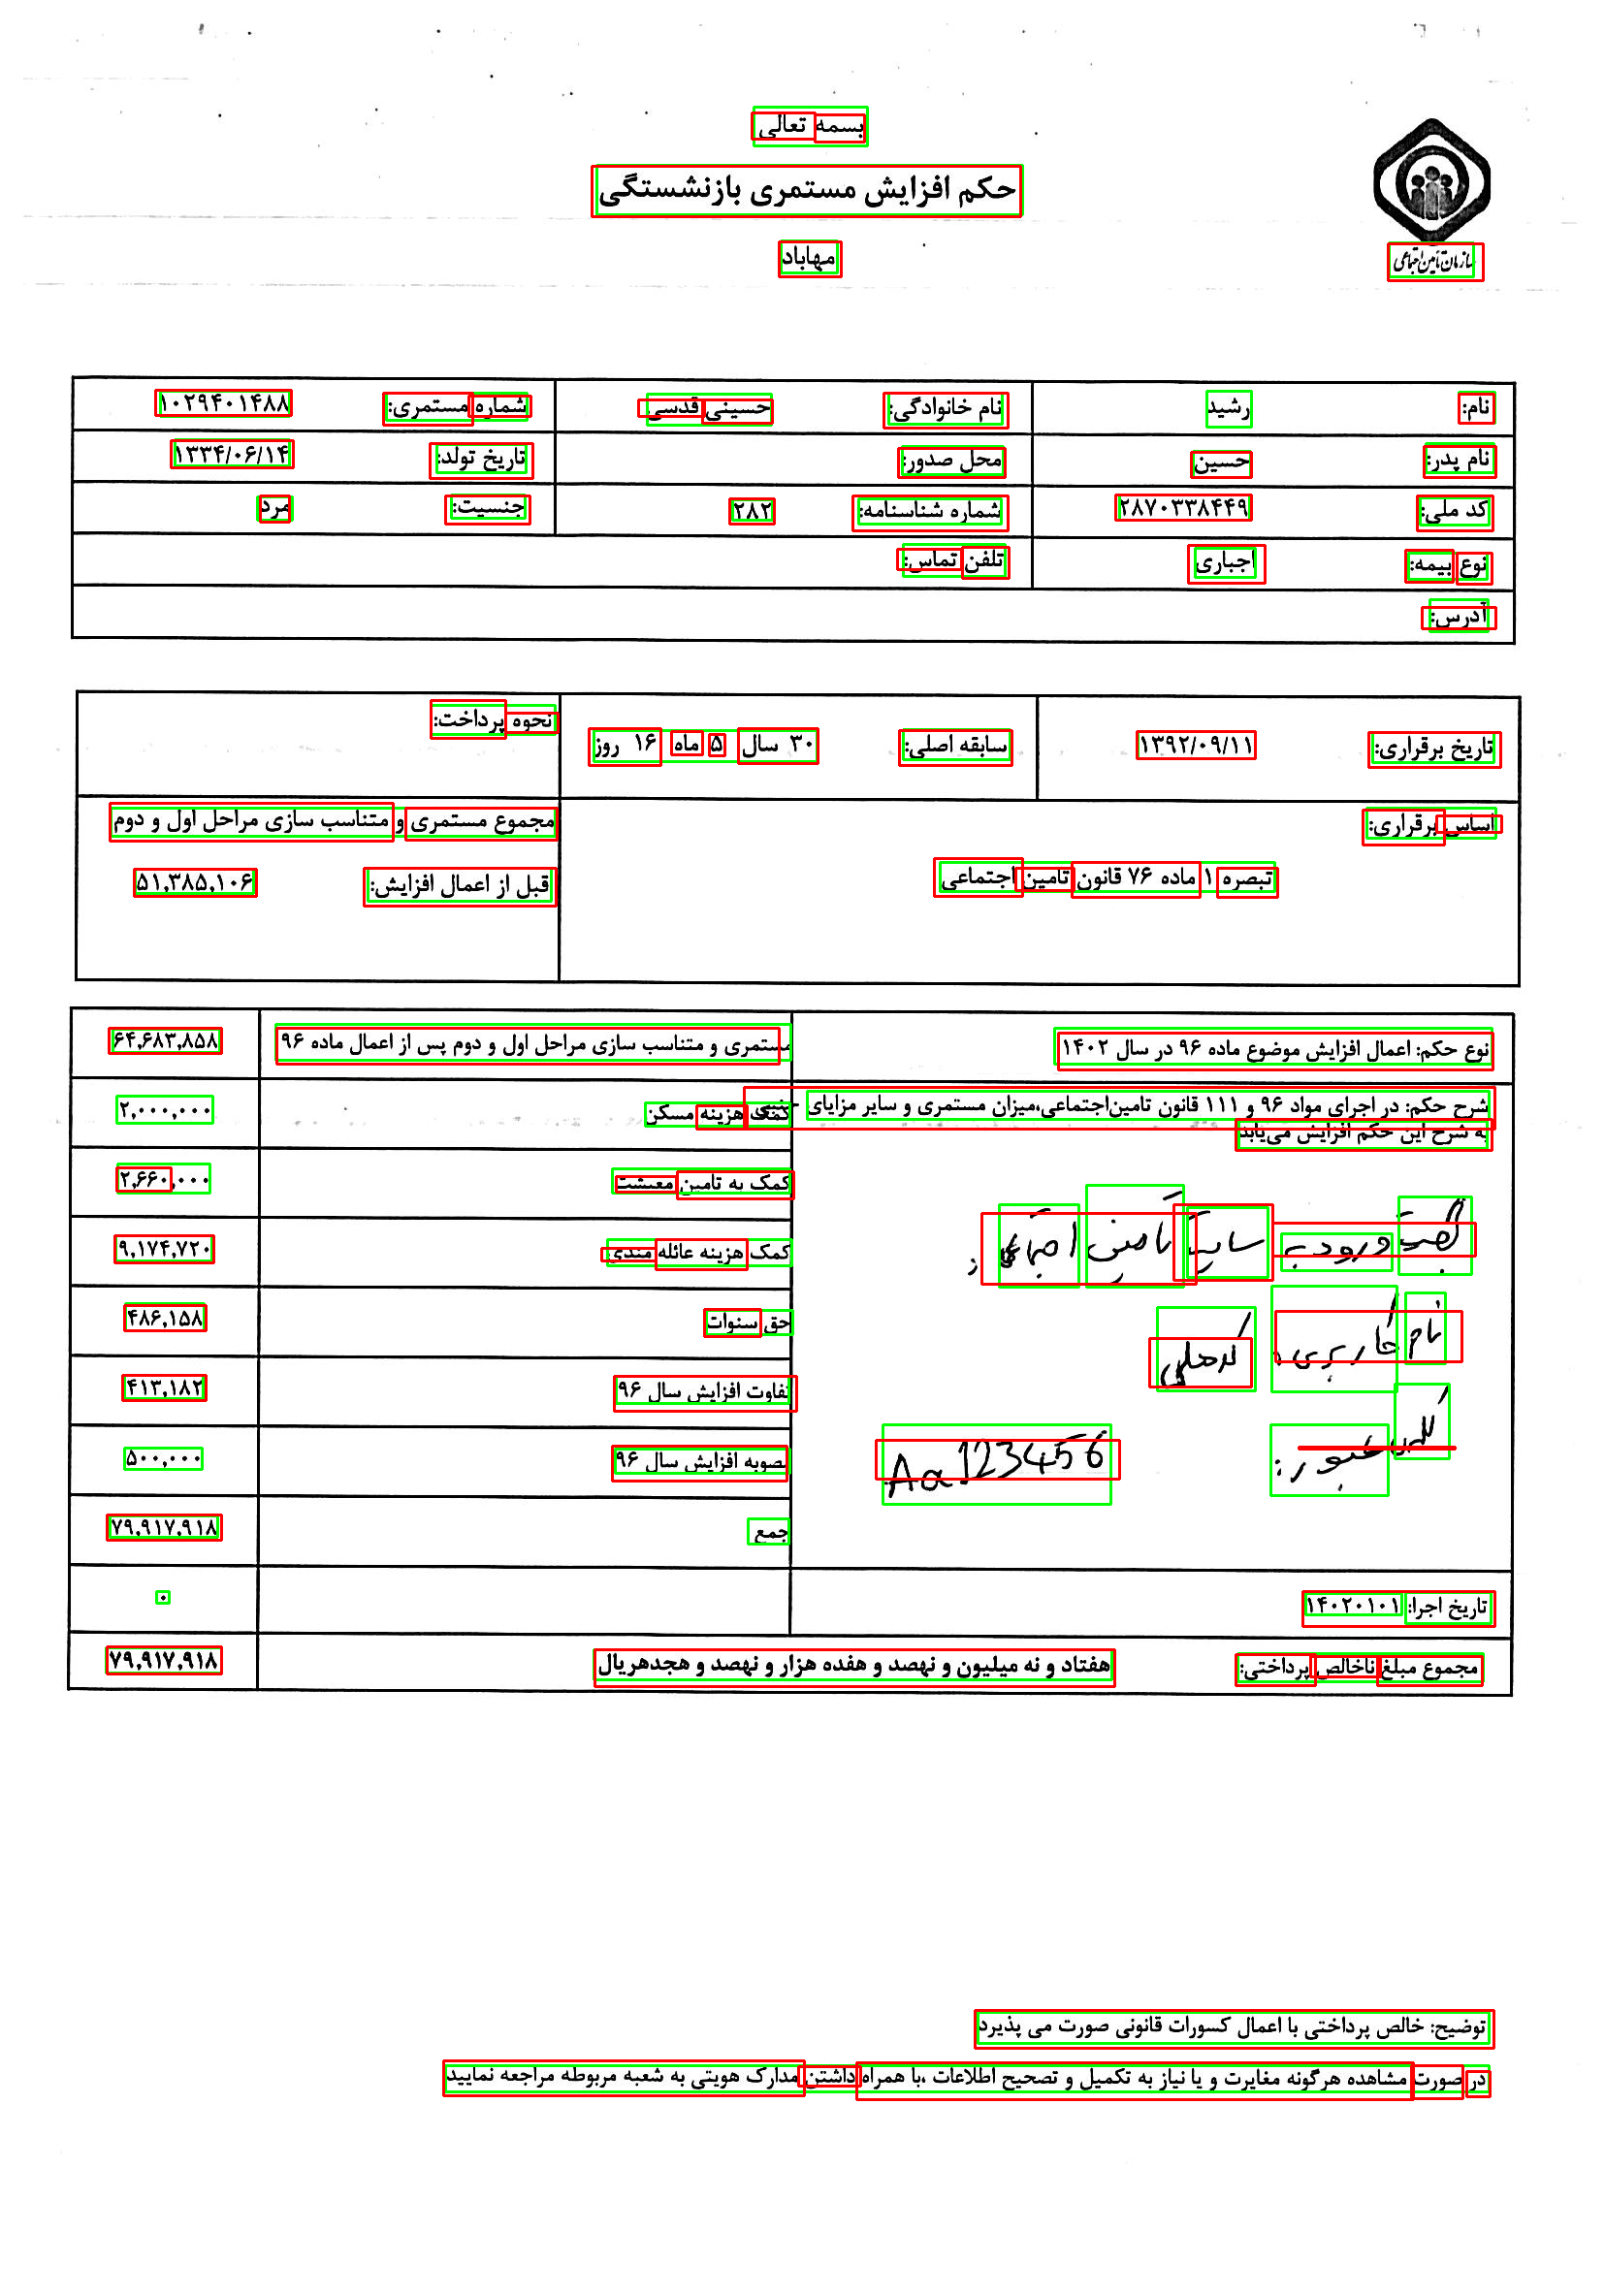 بسمه تعالی
حکم افزایش مستمری بازنشستگی
سازمان تأمین اجتماعی
مهاباد
نام: رشید نام خانوادگی: حسینی قدسی شماره مستمری: ۱۰۲۹۴۰۱۴۸۸
نام پدر: حسین محل صدور: تاریخ تولد: ۱۳۳۴/۰۶/۱۴
کد ملی: ۲۸۷۰۳۳۸۴۴۹ شماره شناسنامه: ۲۸۲ جنسیت: مرد
نوع بیمه: اجباری تلفن تماس:
آدرس:
تاریخ برقراری: ۱۳۹۲/۰۹/۱۱ سابقه اصلی: ۳۰ سال ۵ ماه ۱۶ روز نحوه پرداخت:
اساس برقراری:
تبصره ۱ ماده ۷۶ قانون تامین اجتماعی
مجموع مستمری و متناسب سازی مراحل اول و دوم
قبل از اعمال افزایش: ۵۱,۳۸۵,۱۰۶
نوع حکم: اعمال افزایش موضوع ماده ۹۶ در سال ۱۴۰۲
شرح حکم: در اجرای مواد ۹۶ و ۱۱۱ قانون تامین‌اجتماعی،میزان مستمری و سایر مزایای جنبی
به شرح این حکم افزایش می‌یابد
سایت تامین اجتماعی:
نام کاربری:
Aa123456
مستمری و متناسب سازی مراحل اول و دوم پس از اعمال ماده ۹۶ ۶۴,۶۸۳,۸۵۸
کمک هزینه مسکن ۲,۰۰۰,۰۰۰
کمک به تامین معیشت ۲,۶۶۰,۰۰۰
کمک هزینه عائله مندی ۹,۱۷۴,۷۲۰
حق سنوات ۴۸۶,۱۵۸
تفاوت افزایش سال ۹۶ ۴۱۳,۱۸۲
مصوبه افزایش سال ۹۶ ۵۰۰,۰۰۰
جمع ۷۹,۹۱۷,۹۱۸
تاریخ اجرا: ۱۴۰۲۰۱۰۱ ۰
مجموع مبلغ ناخالص پرداختی: هفتاد و نه میلیون و نهصد و هفده هزار و نهصد و هجدهریال ۷۹,۹۱۷,۹۱۸
توضیح: خالص پرداختی با اعمال کسورات قانونی صورت می پذیرد
در صورت مشاهده هرگونه مغایرت و یا نیاز به تکمیل و تصحیح اطلاعات ،با همراه داشتن مدارک هویتی به شعبه مربوطه مراجعه نمایید